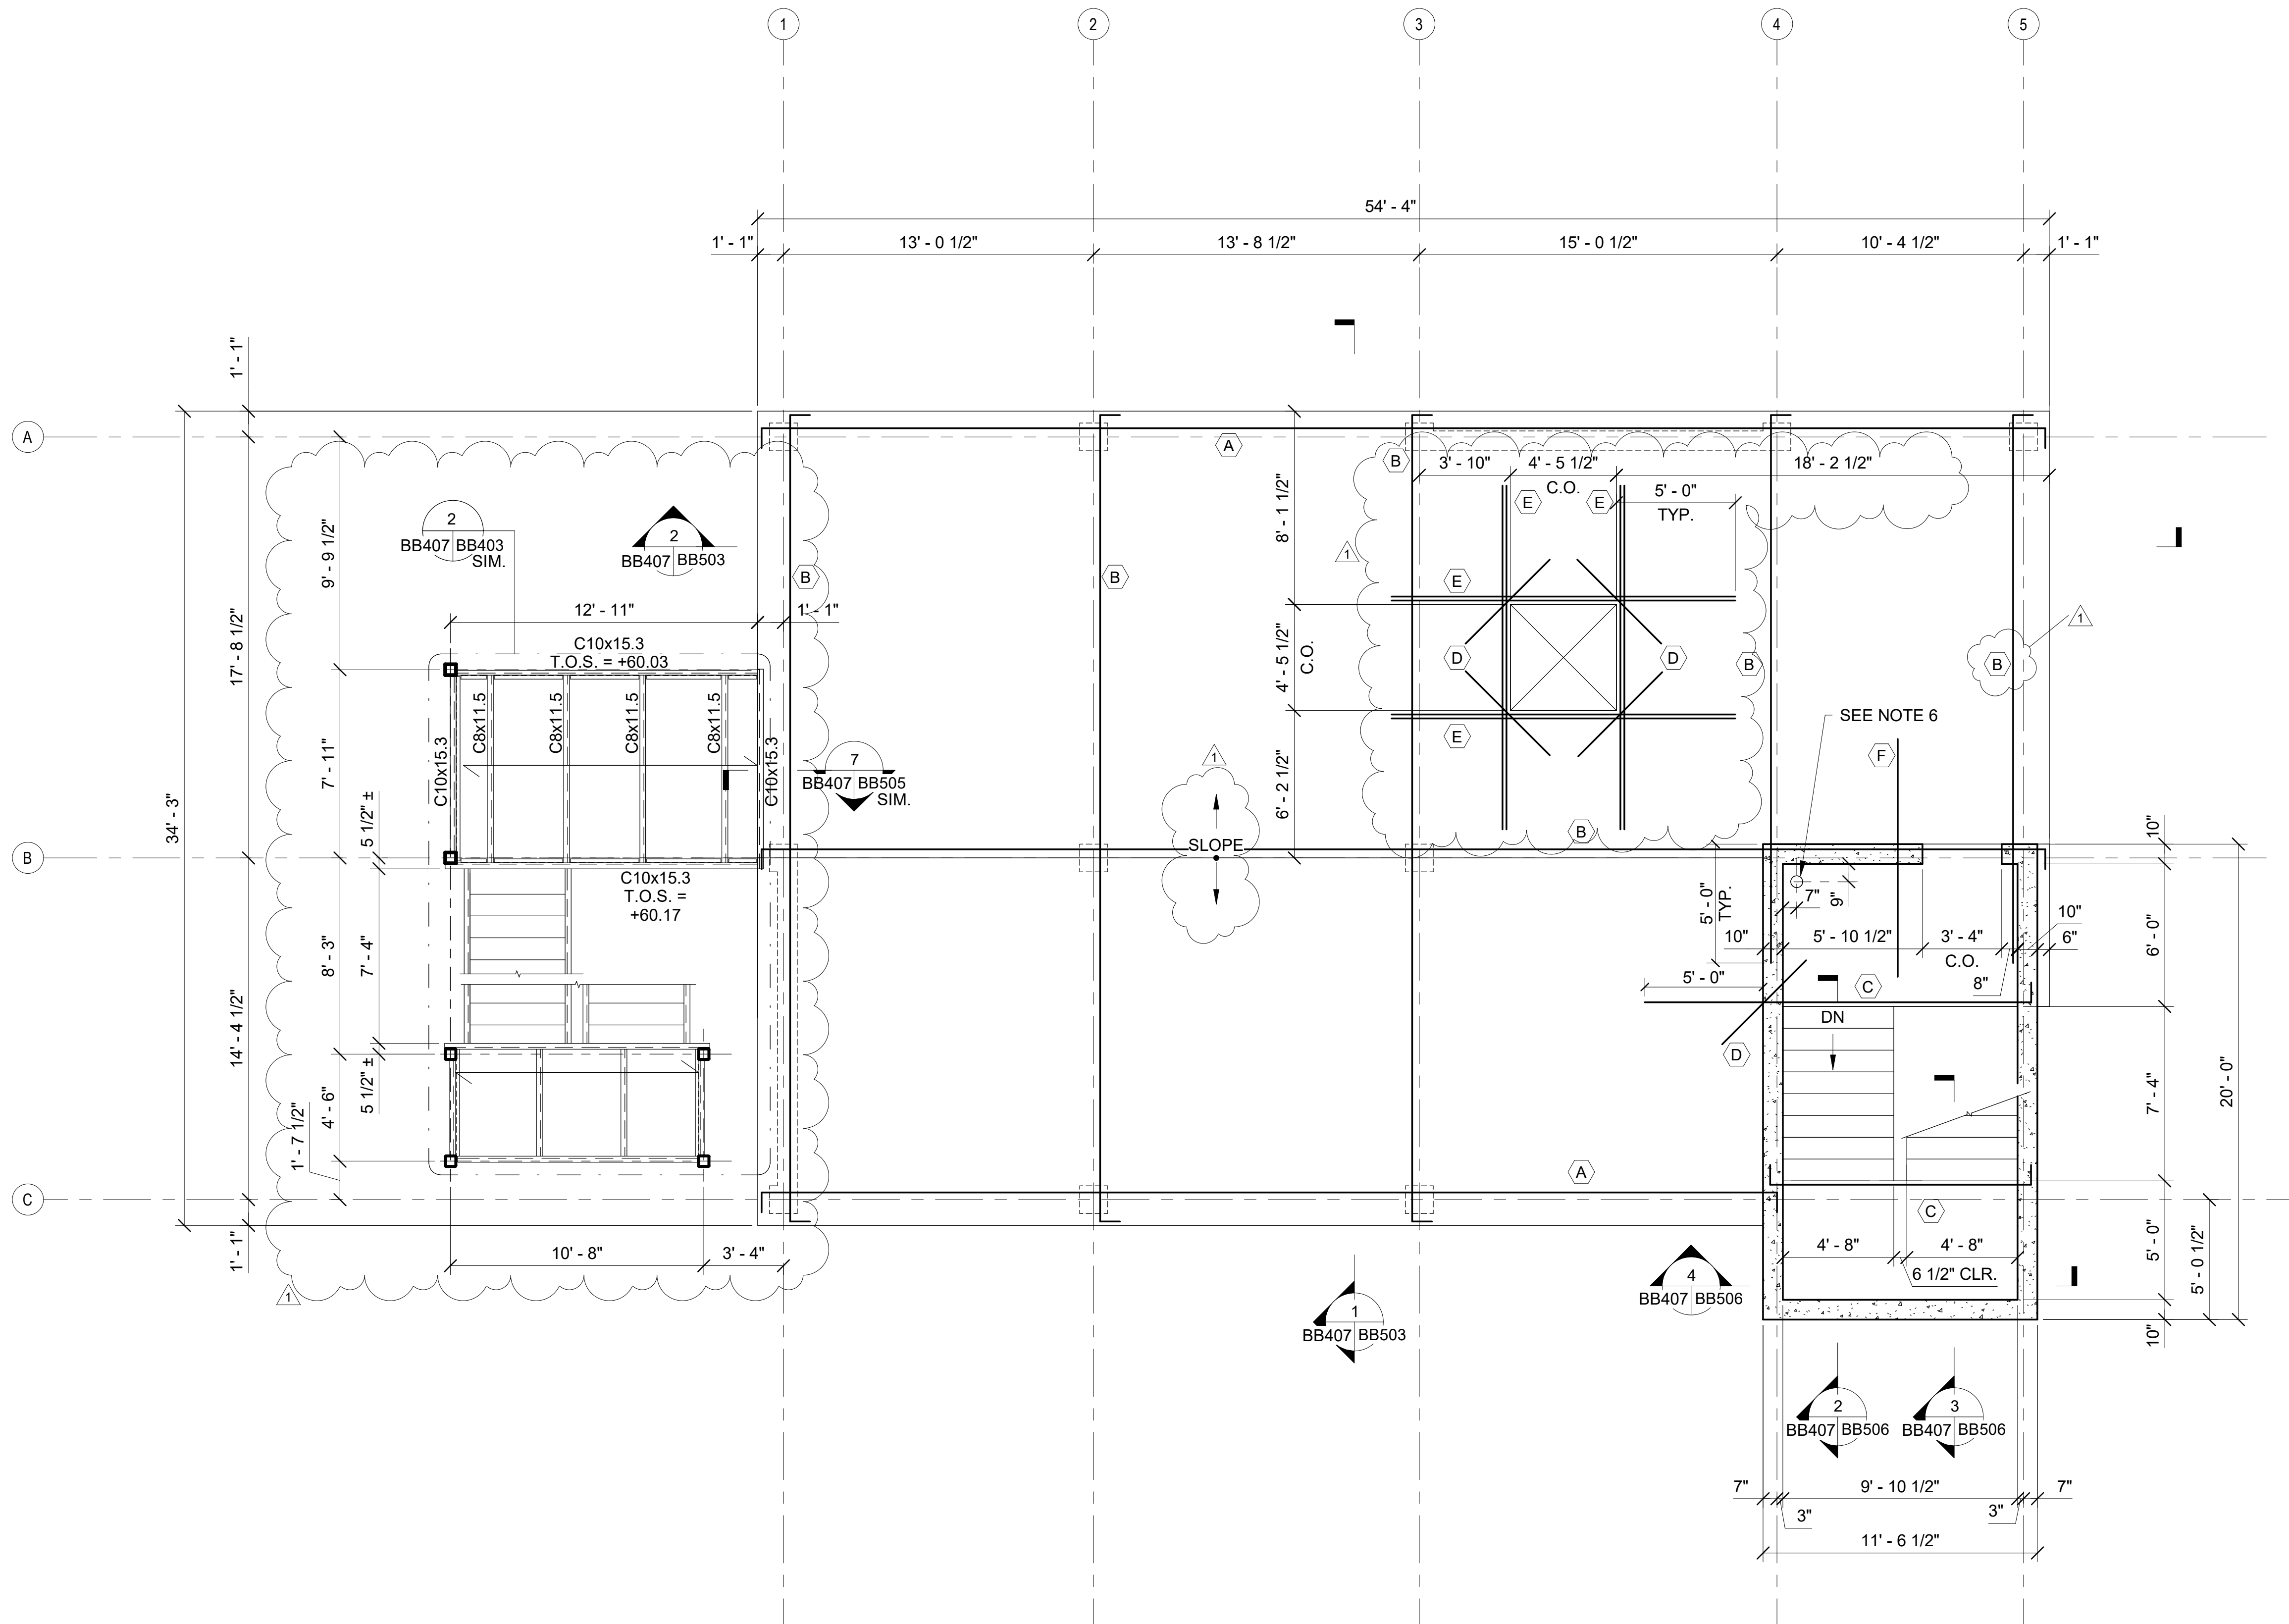 1
2
3
4
5
54' - 4"
1' - 1"
13' - 0 1/2"
13' - 8 1/2"
15' - 0 1/2"
10' - 4 1/2"
1' - 1"
1' - 1"
A
A
B
3' - 10"
4' - 5 1/2"
C.O.
18' - 2 1/2"
E
E
5' - 0"
TYP.
8' - 1 1/2"
9' - 9 1/2"
2
BB407
BB403
SIM.
2
BB407
BB503
1
B
B
E
12' - 11"
1' - 1"
17' - 8 1/2"
C10x15.3
T.O.S. = +60.03
4' - 5 1/2"
C.O.
D
D
B
B
1
C8x11.5
C8x11.5
C8x11.5
C8x11.5
SEE NOTE 6
E
F
7' - 11"
C10x15.3
C10x15.3
7
BB407
BB505
SIM.
1
6' - 2 1/2"
34' - 3"
5 1/2" ±
SLOPE
B
10"
B
C10x15.3
T.O.S. =
+60.17
5' - 0"
TYP.
7"
9"
10"
10"
5' - 10 1/2"
3' - 4"
C.O.
6"
6' - 0"
8' - 3"
7' - 4"
5' - 0"
C
8"
14' - 4 1/2"
DN
D
20' - 0"
7' - 4"
5 1/2" ±
4' - 6"
1' - 7 1/2"
A
C
C
1' - 1"
10' - 8"
3' - 4"
4' - 8"
4' - 8"
6 1/2" CLR.
5' - 0"
5' - 0 1/2"
1
4
BB407
BB506
1
BB407
BB503
10"
2
BB407
BB506
3
BB407
BB506
7"
9' - 10 1/2"
7"
3"
3"
11' - 6 1/2"